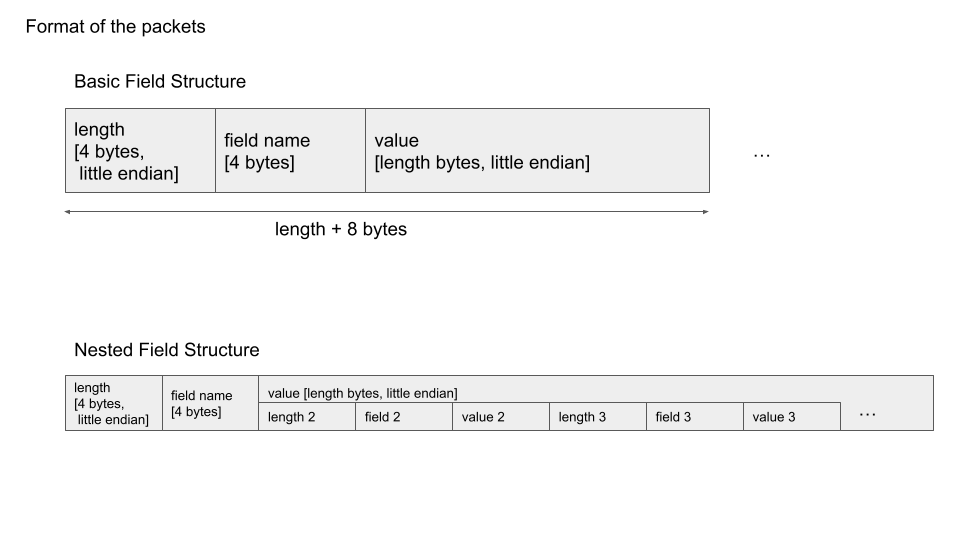 Format of the packets
Basic Field Structure
length
[4 bytes,
little endian]
field name
[4 bytes]
value
[length bytes, little endian]
...
length + 8 bytes
Nested Field Structure
length
[4 bytes,
little endian]
field name
[4 bytes]
value [length bytes, little endian]
length 2
field 2
value 2
length 3
field 3
value 3
...